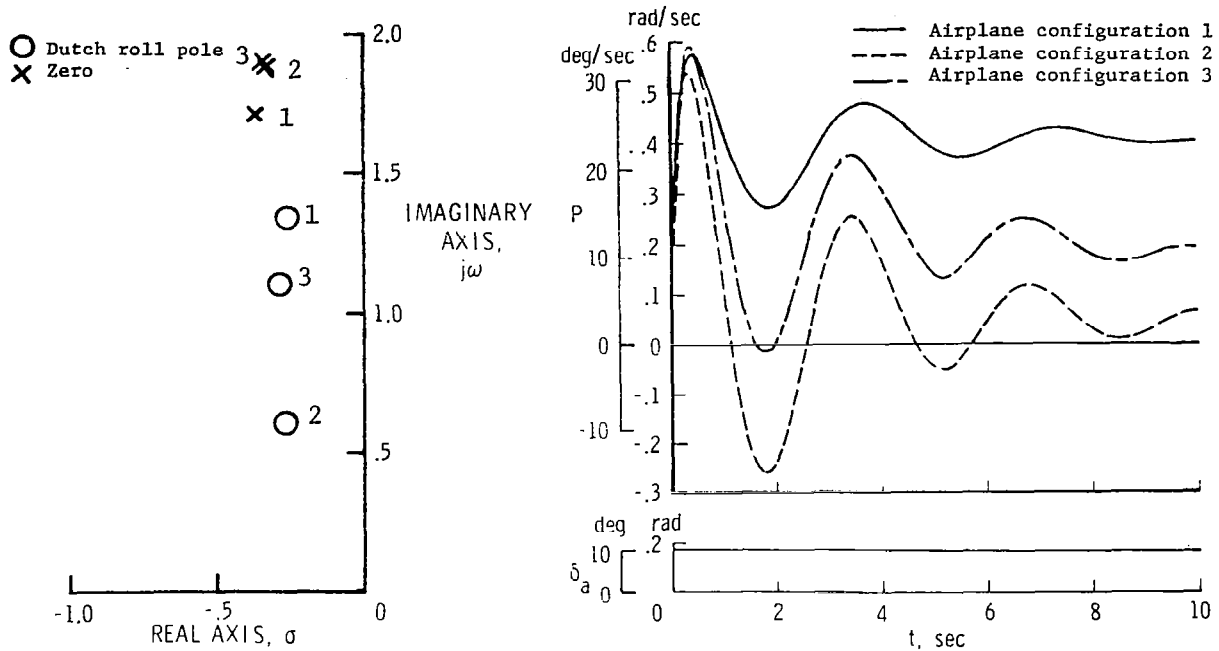 Dutch roll pole
Zero
3
2
1
1
3
2
2.0
1.5
1.0
.5
0
-.5
-1.0
IMAGINARY
AXIS,
jω
REAL AXIS, σ
rad/sec
deg/sec
.6
.5
.4
.3
.2
.1
0
-.1
-.2
-.3
30
20
10
0
-10
P
Airplane configuration 1
Airplane configuration 2
Airplane configuration 3
deg rad
.2
10
0
δa
0 2 4 6 8 10
t, sec